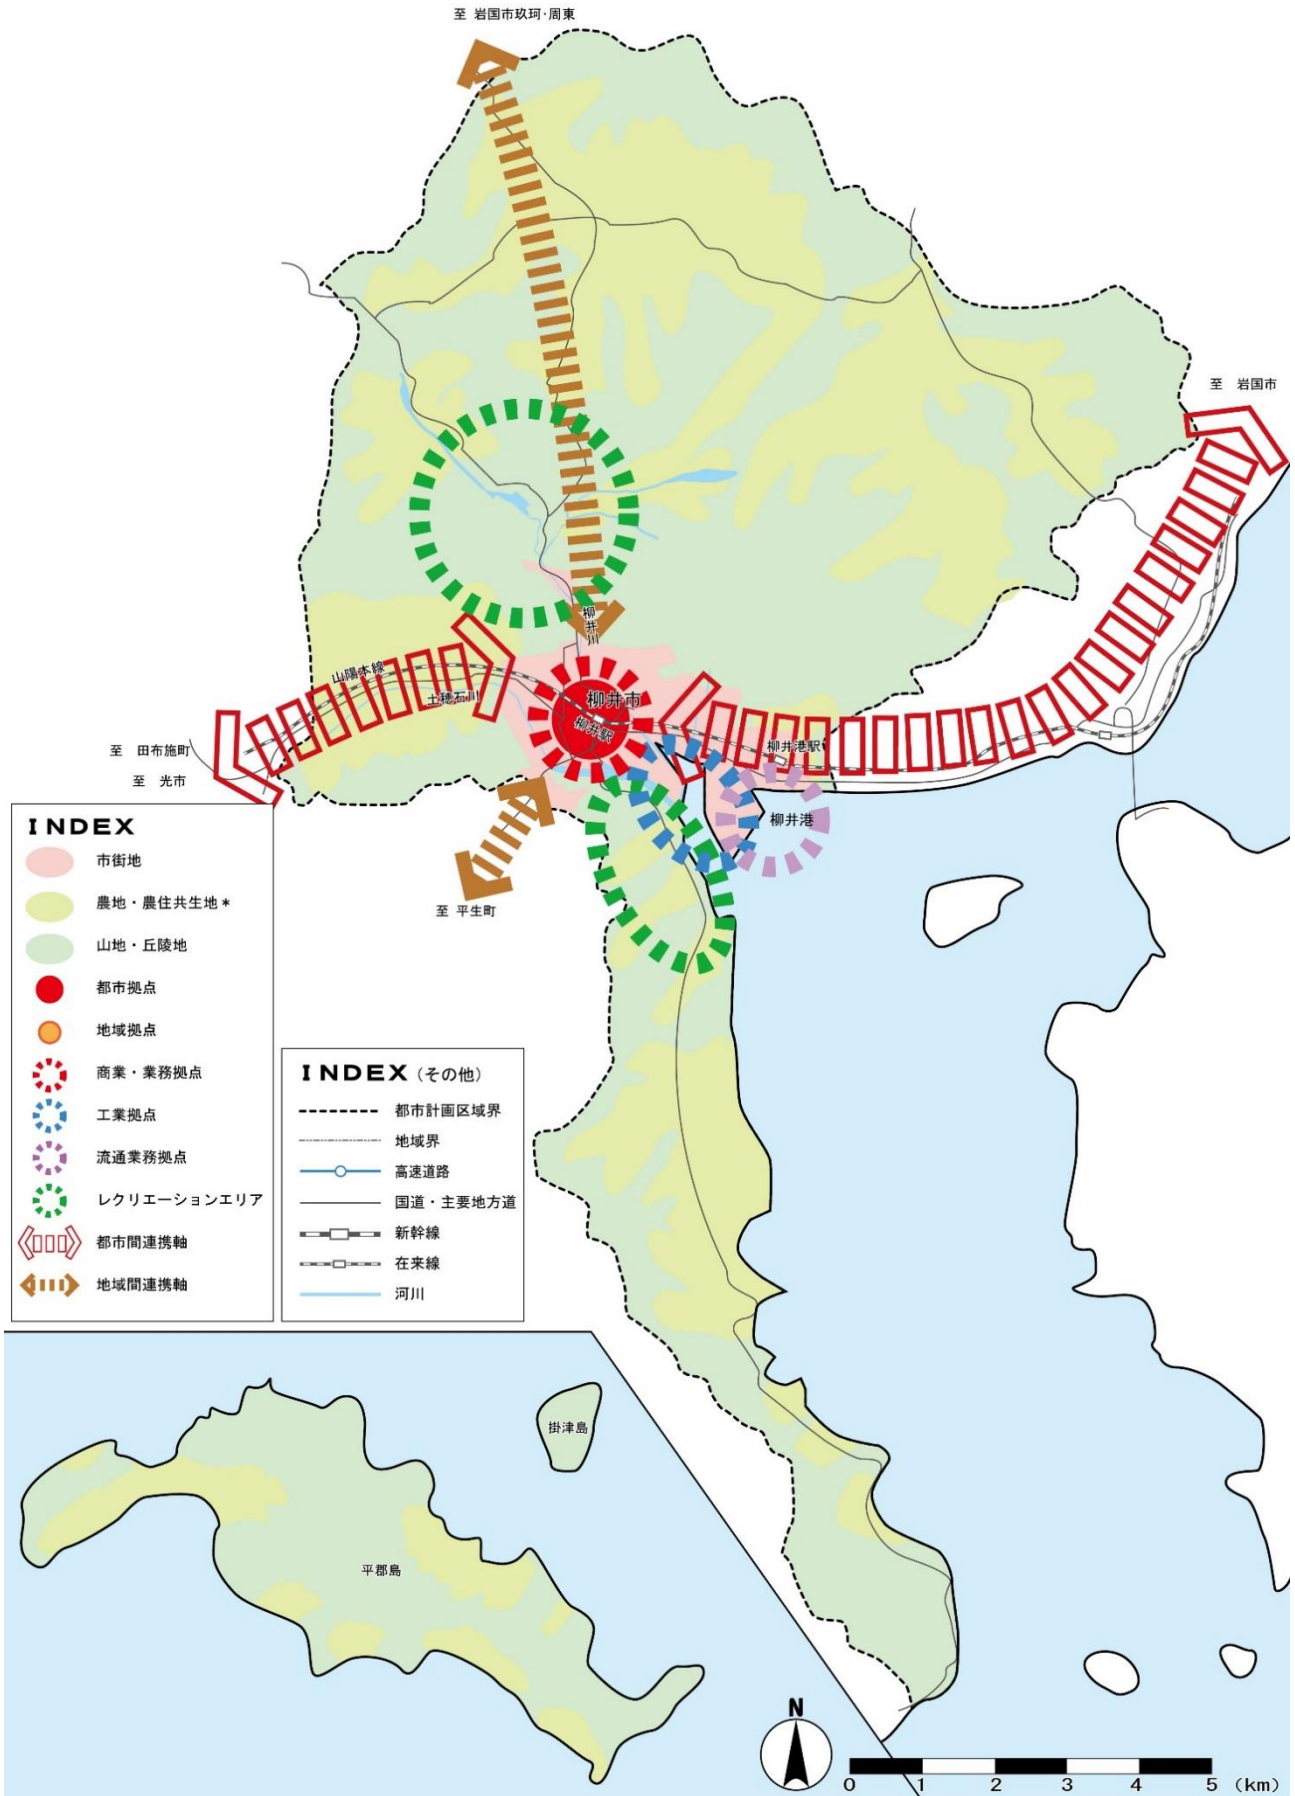 至 岩国市玖珂・周東
至 岩国市
柳井川
山陽本線
土穂石川
柳井市
柳井駅
柳井港駅
至 田布施町
至 光市
柳井港
至 平生町
INDEX
市街地
農地・農住共生地＊
山地・丘陵地
都市拠点
地域拠点
商業・業務拠点
工業拠点
流通業務拠点
レクリエーションエリア
都市間連携軸
地域間連携軸
INDEX（その他）
都市計画区域界
地域界
高速道路
国道・主要地方道
新幹線
在来線
河川
掛津島
平郡島
N
0 1 2 3 4 5 (km)